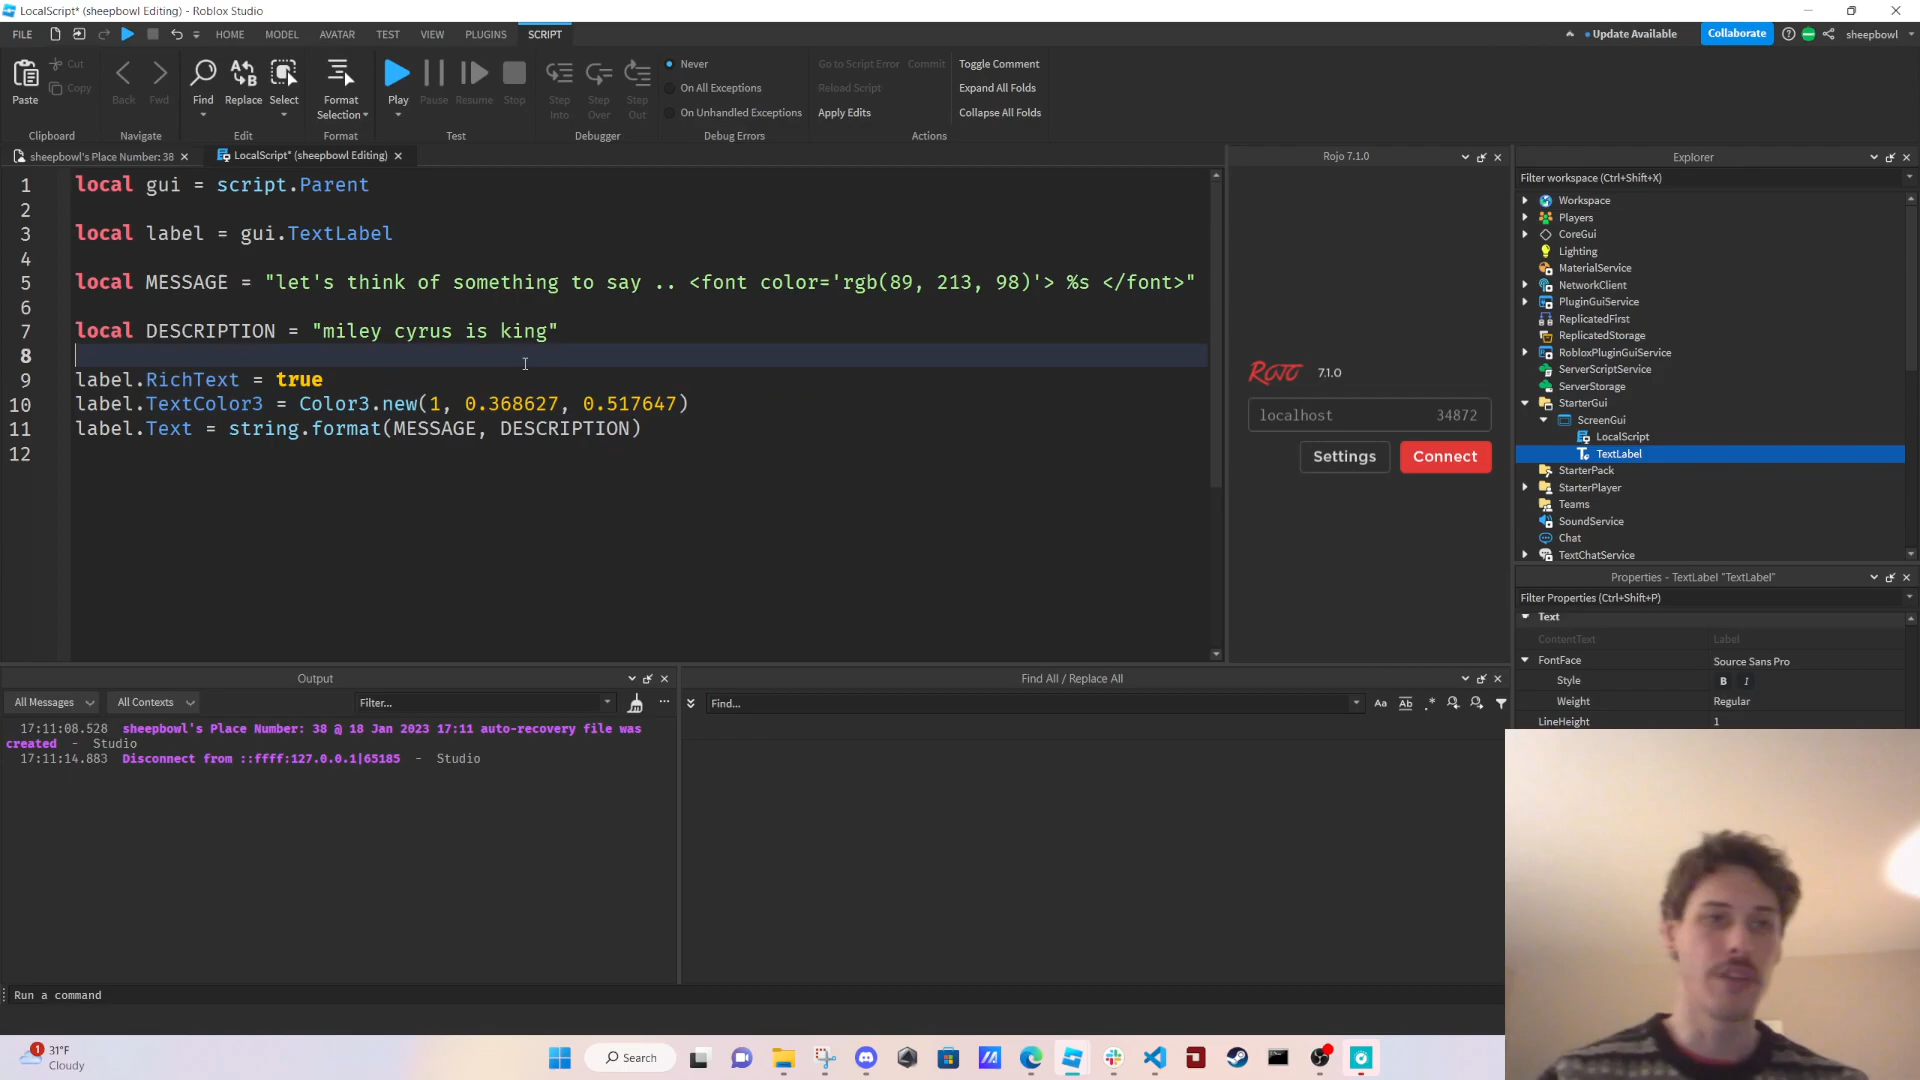 LocalScript* (sheepbowl Editing) - Roblox Studio
FILE HOME MODEL AVATAR TEST VIEW PLUGINS SCRIPT Update Available Collaborate sheepbowl
Paste Cut Copy Back Fwd Find Replace Select Format Selection Play Pause Resume Stop Step Into Step Over Step Out
Never Go to Script Error Commit Toggle Comment
On All Exceptions Reload Script Expand All Folds
On Unhandled Exceptions Apply Edits Collapse All Folds
Clipboard Navigate Edit Format Test Debugger Debug Errors Actions
sheepbowl's Place Number: 38 LocalScript* (sheepbowl Editing)
1 local gui = script.Parent
2
3 local label = gui.TextLabel
4
5 local MESSAGE = "let's think of something to say .. <font color='rgb(89, 213, 98)'> %s </font>"
6
7 local DESCRIPTION = "miley cyrus is king"
8
9 label.RichText = true
10 label.TextColor3 = Color3.new(1, 0.368627, 0.517647)
11 label.Text = string.format(MESSAGE, DESCRIPTION)
12
Rojo 7.1.0
ROJO 7.1.0
localhost 34872
Settings Connect
Explorer
Filter workspace (Ctrl+Shift+X)
Workspace
Players
CoreGui
Lighting
MaterialService
NetworkClient
PluginGuiService
ReplicatedFirst
ReplicatedStorage
RobloxPluginGuiService
ServerScriptService
ServerStorage
StarterGui
ScreenGui
LocalScript
TextLabel
StarterPack
StarterPlayer
Teams
SoundService
Chat
TextChatService
Properties - TextLabel "TextLabel"
Filter Properties (Ctrl+Shift+P)
Text
ContentText Label
FontFace Source Sans Pro
Style B I
Weight Regular
LineHeight 1
Output
All Messages All Contexts Filter...
17:11:08.528 sheepbowl's Place Number: 38 @ 18 Jan 2023 17:11 auto-recovery file was
created - Studio
17:11:14.883 Disconnect from ::ffff:127.0.0.1|65185 - Studio
Find All / Replace All
Find... Aa Ab .*
Run a command
1 31°F
Cloudy
Search